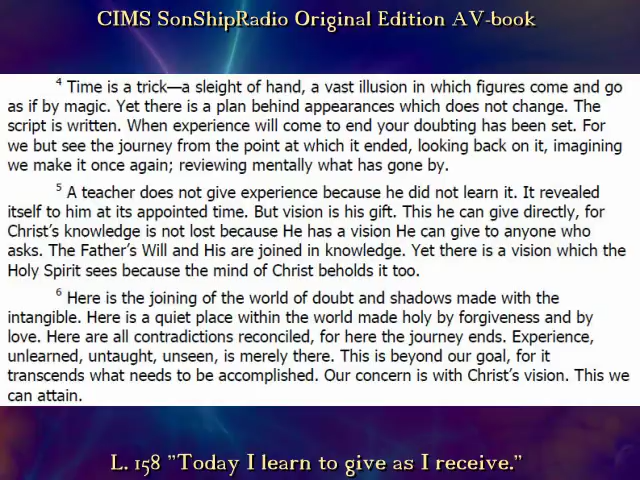 CIMS SonShipRadio Original Edition AV-book
4 Time is a trick—a sleight of hand, a vast illusion in which figures come and go
as if by magic. Yet there is a plan behind appearances which does not change. The
script is written. When experience will come to end your doubting has been set. For
we but see the journey from the point at which it ended, looking back on it, imagining
we make it once again; reviewing mentally what has gone by.
5 A teacher does not give experience because he did not learn it. It revealed
itself to him at its appointed time. But vision is his gift. This he can give directly, for
Christ's knowledge is not lost because He has a vision He can give to anyone who
asks. The Father's Will and His are joined in knowledge. Yet there is a vision which the
Holy Spirit sees because the mind of Christ beholds it too.
6 Here is the joining of the world of doubt and shadows made with the
intangible. Here is a quiet place within the world made holy by forgiveness and by
love. Here are all contradictions reconciled, for here the journey ends. Experience,
unlearned, untaught, unseen, is merely there. This is beyond our goal, for it
transcends what needs to be accomplished. Our concern is with Christ's vision. This we
can attain.
L. 158 "Today I learn to give as I receive."